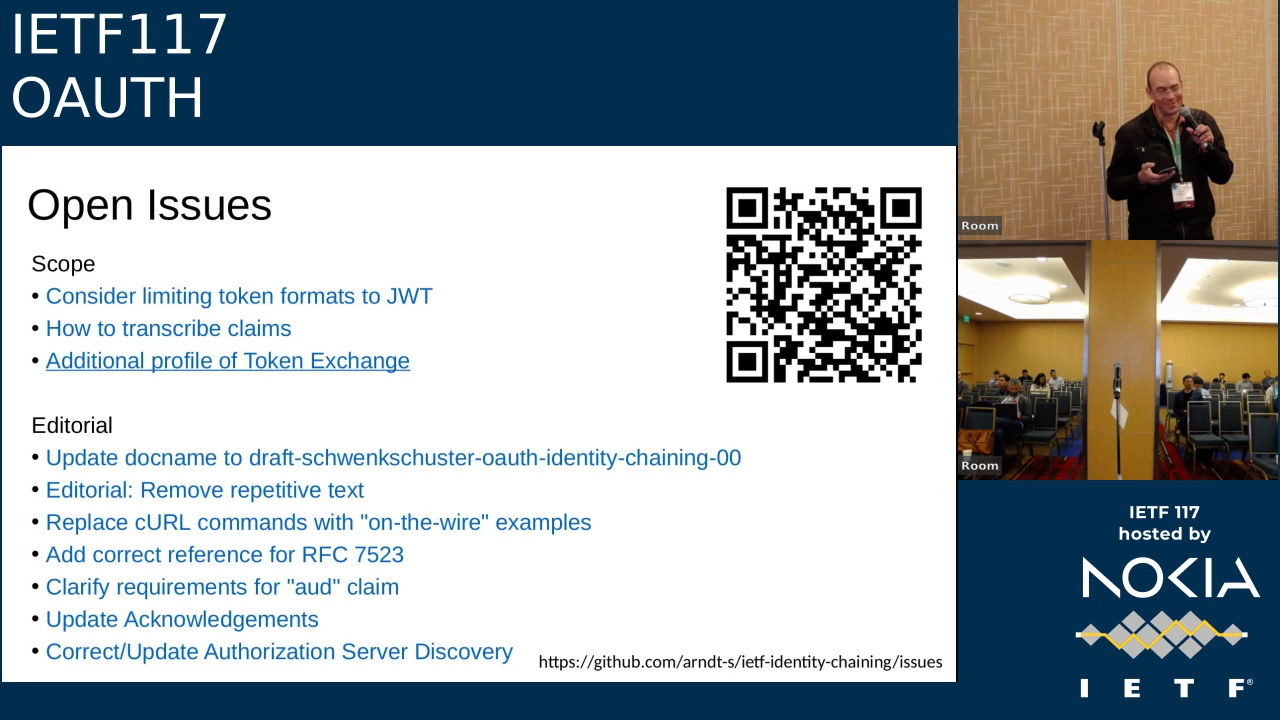 IETF117
OAUTH
Open Issues
Scope
• Consider limiting token formats to JWT
• How to transcribe claims
• Additional profile of Token Exchange
Editorial
• Update docname to draft-schwenkschuster-oauth-identity-chaining-00
• Editorial: Remove repetitive text
• Replace cURL commands with "on-the-wire" examples
• Add correct reference for RFC 7523
• Clarify requirements for "aud" claim
• Update Acknowledgements
• Correct/Update Authorization Server Discovery
https://github.com/arndt-s/ietf-identity-chaining/issues
Room
Room
IETF 117
hosted by
NOKIA
I E T F®